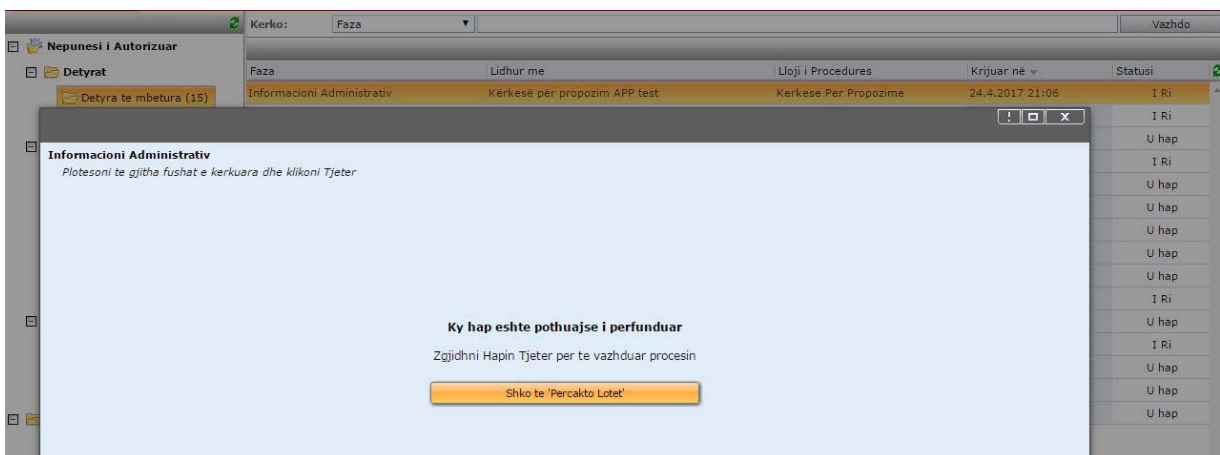 Kerko: Faza Vazhdo
Nepunesi i Autorizuar
Detyrat
Detyra te mbetura (15)
Faza Lidhur me Lloji i Procedures Krijuar në Statusi
Informacioni Administrativ Kërkesë për propozim APP test Kerkese Per Propozime 24.4.2017 21:06 I Ri
I Ri
U hap
I Ri
U hap
U hap
U hap
U hap
U hap
I Ri
U hap
I Ri
U hap
U hap
U hap
! X
Informacioni Administrativ
Plotesoni te gjitha fushat e kerkuara dhe klikoni Tjeter
Ky hap eshte pothuajse i perfunduar
Zgjidhni Hapin Tjeter per te vazhduar procesin
Shko te 'Percakto Lotet'